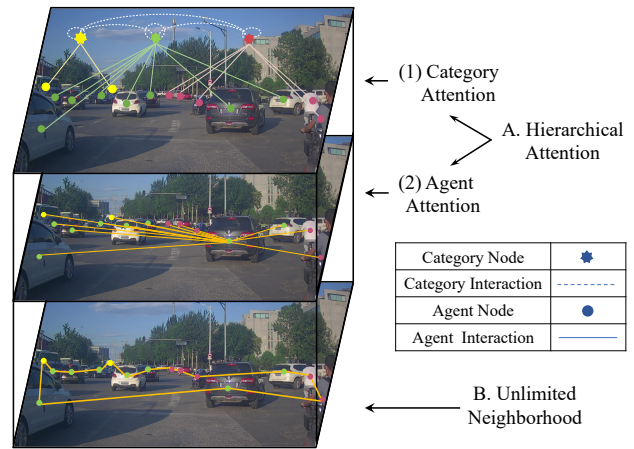 (1) Category
Attention
A. Hierarchical
Attention
(2) Agent
Attention
Category Node
Category Interaction
Agent Node
Agent Interaction
B. Unlimited
Neighborhood